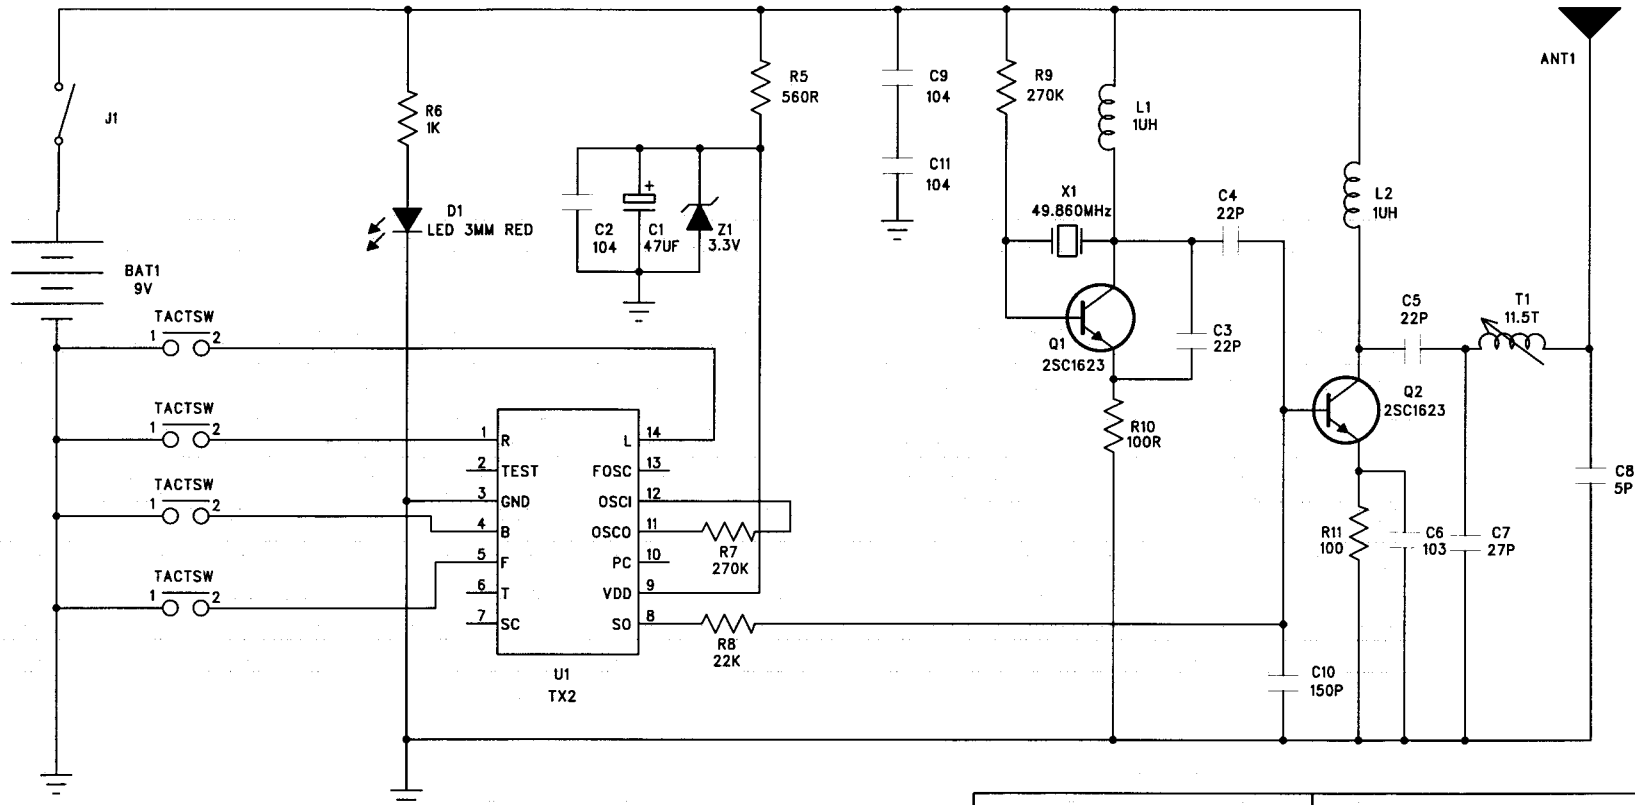 J1
BAT1
9V
R6
1K
D1
LED 3MM RED
R5
560R
+
C2
104
C1
47UF
Z1
3.3V
C9
104
C11
104
R9
270K
L1
1UH
X1
49.860MHz
C4
22P
Q1
2SC1623
C3
22P
R10
100R
L2
1UH
ANT1
C5
22P
T1
11.5T
Q2
2SC1623
R11
100
C6
103
C7
27P
C8
5P
C10
150P
TACTSW
1 2
TACTSW
1 2
TACTSW
1 2
TACTSW
1 2
1 R L 14
2 TEST FOSC 13
3 GND OSCI 12
4 B OSCO 11
5 F PC 10
6 T VDD 9
7 SC SO 8
R7
270K
R8
22K
U1
TX2